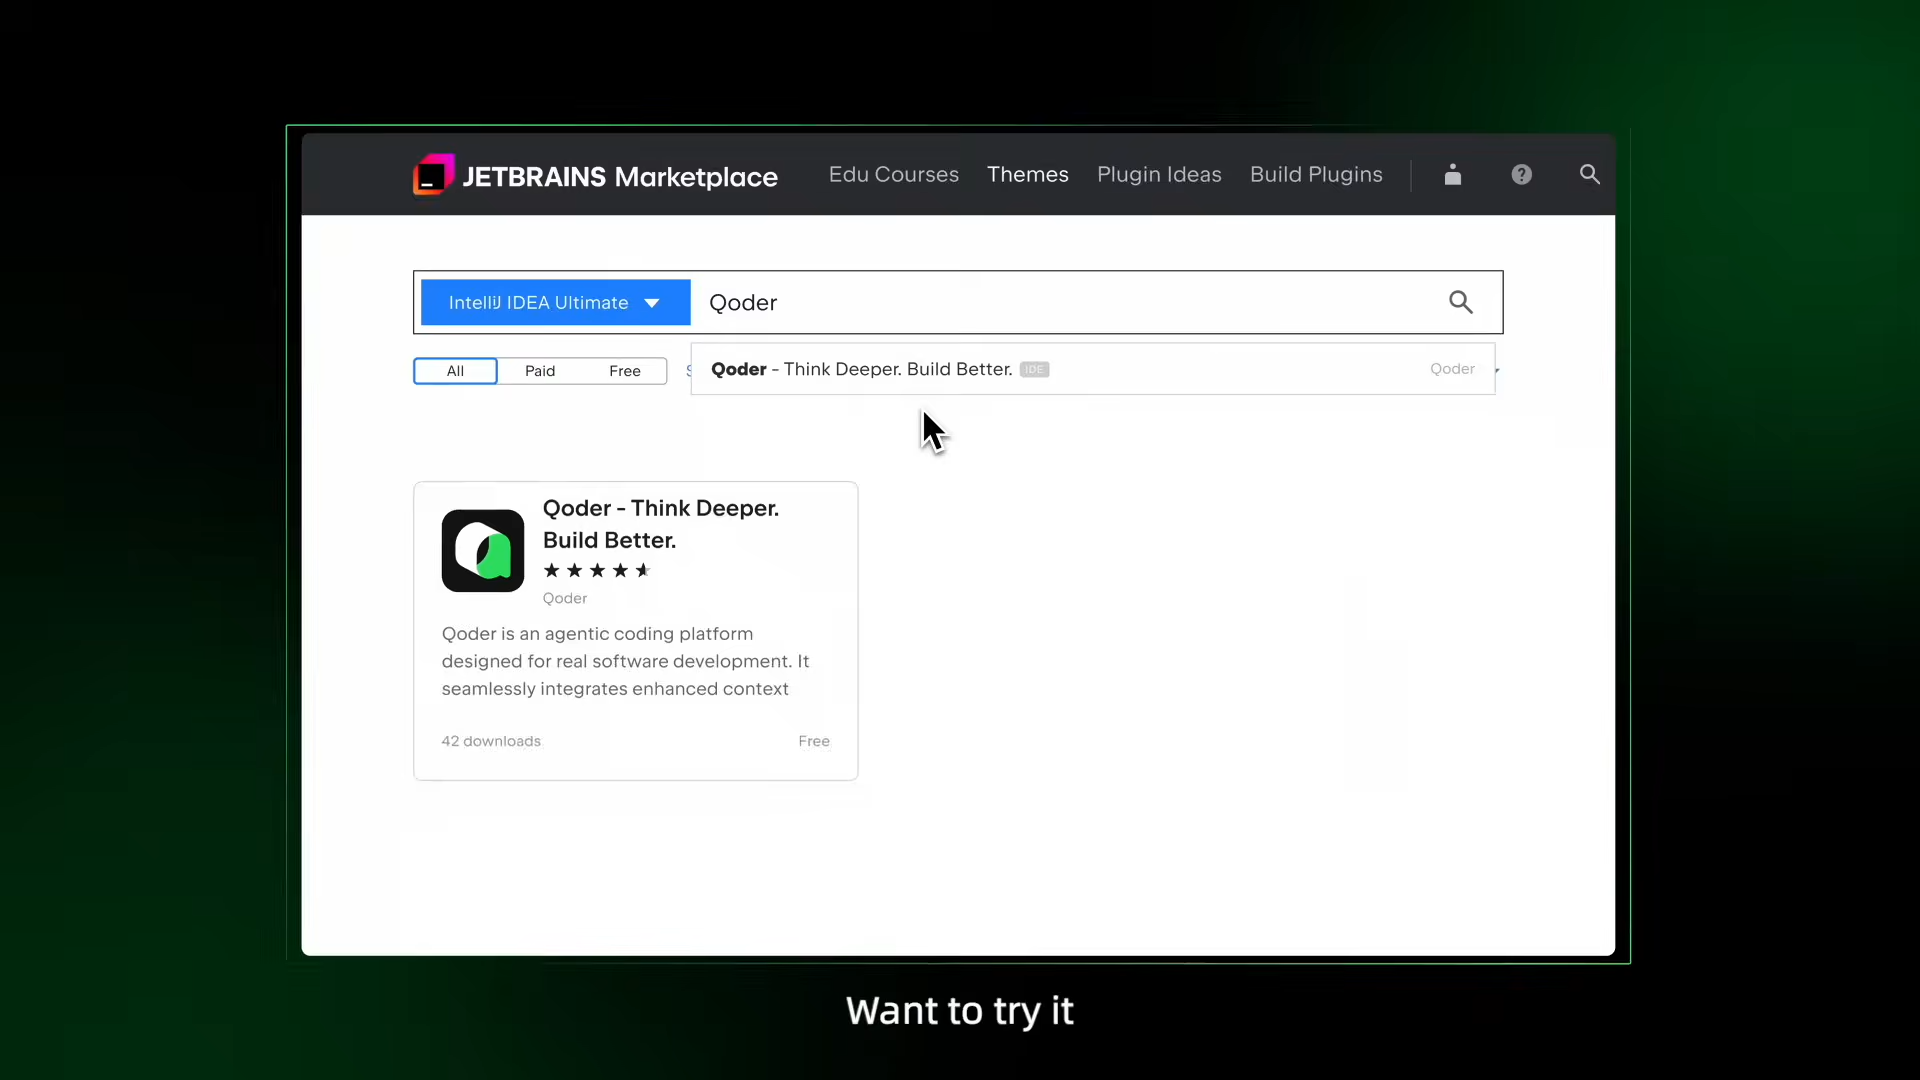 JETBRAINS Marketplace
Edu Courses
Themes
Plugin Ideas
Build Plugins
IntelliJ IDEA Ultimate
Qoder
All
Paid
Free
Qoder - Think Deeper. Build Better. IDE
Qoder
Qoder - Think Deeper.
Build Better.
Qoder
Qoder is an agentic coding platform
designed for real software development. It
seamlessly integrates enhanced context
42 downloads
Free
Want to try it